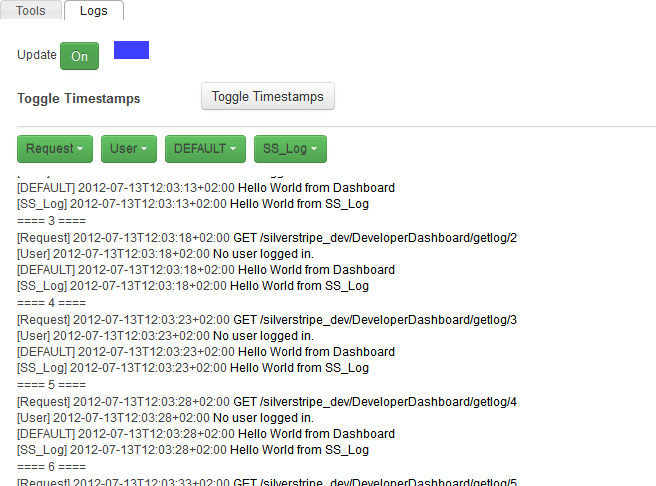 Tools Logs
Update On
Toggle Timestamps Toggle Timestamps
Request User DEFAULT SS_Log
[DEFAULT] 2012-07-13T12:03:13+02:00 Hello World from Dashboard
[SS_Log] 2012-07-13T12:03:13+02:00 Hello World from SS_Log
==== 3 ====
[Request] 2012-07-13T12:03:18+02:00 GET /silverstripe_dev/DeveloperDashboard/getlog/2
[User] 2012-07-13T12:03:18+02:00 No user logged in.
[DEFAULT] 2012-07-13T12:03:18+02:00 Hello World from Dashboard
[SS_Log] 2012-07-13T12:03:18+02:00 Hello World from SS_Log
==== 4 ====
[Request] 2012-07-13T12:03:23+02:00 GET /silverstripe_dev/DeveloperDashboard/getlog/3
[User] 2012-07-13T12:03:23+02:00 No user logged in.
[DEFAULT] 2012-07-13T12:03:23+02:00 Hello World from Dashboard
[SS_Log] 2012-07-13T12:03:23+02:00 Hello World from SS_Log
==== 5 ====
[Request] 2012-07-13T12:03:28+02:00 GET /silverstripe_dev/DeveloperDashboard/getlog/4
[User] 2012-07-13T12:03:28+02:00 No user logged in.
[DEFAULT] 2012-07-13T12:03:28+02:00 Hello World from Dashboard
[SS_Log] 2012-07-13T12:03:28+02:00 Hello World from SS_Log
==== 6 ====
[Request] 2012-07-13T12:03:33+02:00 GET /silverstripe_dev/DeveloperDashboard/getlog/5